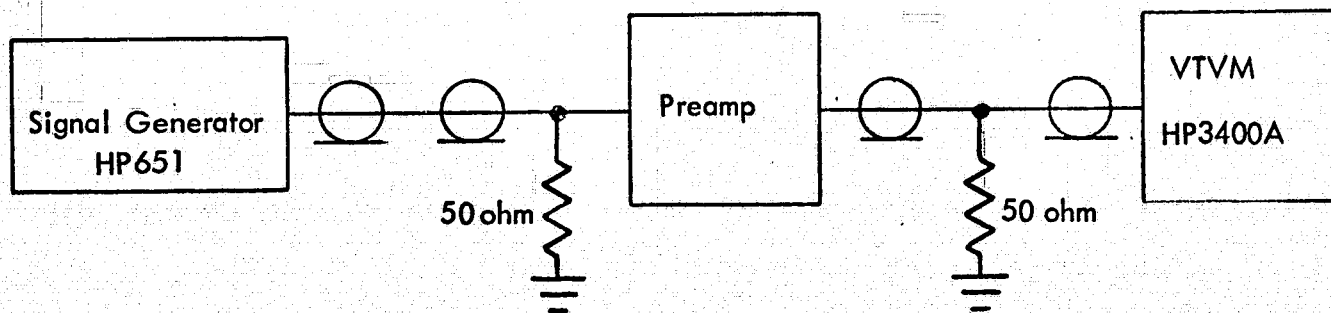 Signal Generator
HP651
50 ohm
Preamp
50 ohm
VTVM
HP3400A